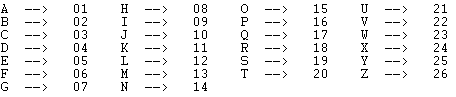 A --> 01 H --> 08 O --> 15 U --> 21
B --> 02 I --> 09 P --> 16 V --> 22
C --> 03 J --> 10 Q --> 17 W --> 23
D --> 04 K --> 11 R --> 18 X --> 24
E --> 05 L --> 12 S --> 19 Y --> 25
F --> 06 M --> 13 T --> 20 Z --> 26
G --> 07 N --> 14